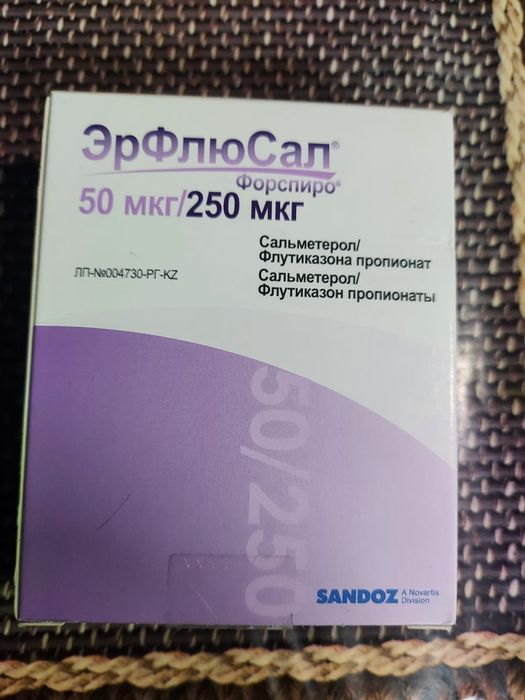 ЭрФлюСал®
Форспиро®
50 мкг/250 мкг
Сальметерол/
Флутиказона пропионат
ЛП-№004730-РГ-KZ
Сальметерол/
Флутиказон пропионаты
50/250
SANDOZ A Novartis
Division